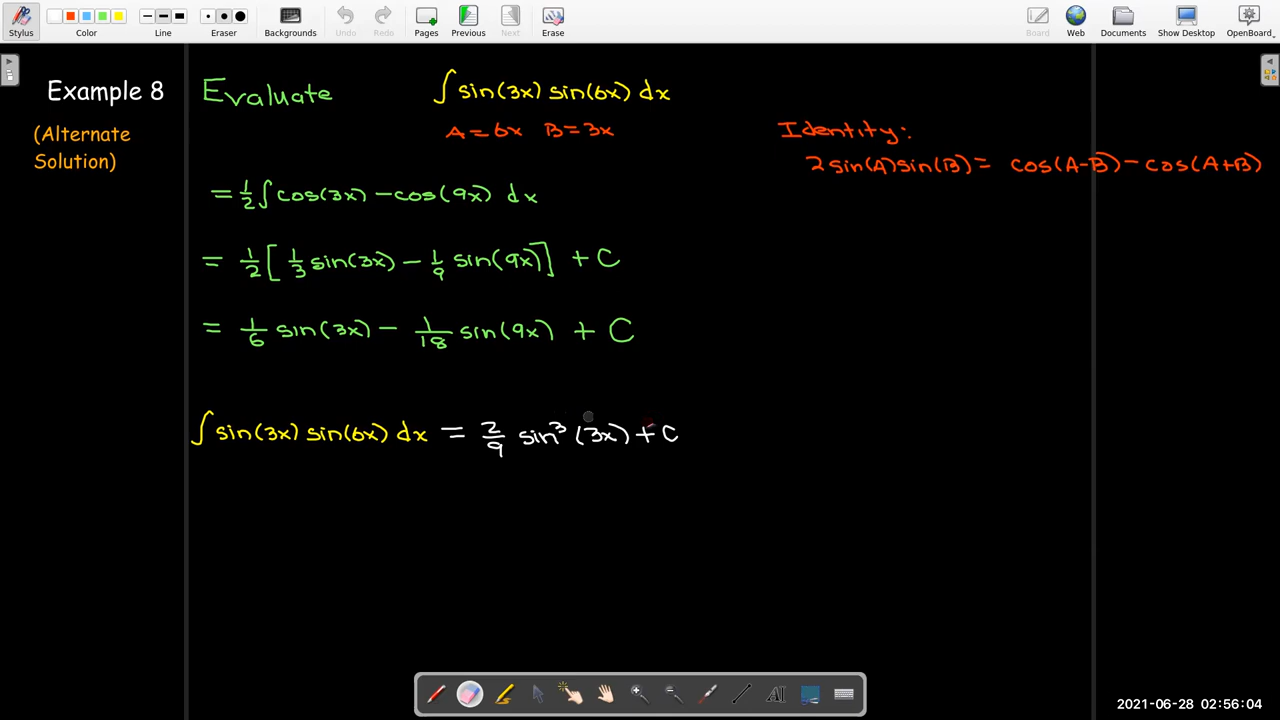 Stylus Color Line Eraser Backgrounds Undo Redo Pages Previous Next Erase Board Web Documents Show Desktop OpenBoard
Example 8
(Alternate
Solution)
Evaluate ∫ sin(3x) sin(6x) dx
A = 6x B = 3x
Identity:
2 sin(A) sin(B) = cos(A-B) - cos(A+B)
= 1/2 ∫ cos(3x) - cos(9x) dx
= 1/2 [ 1/3 sin(3x) - 1/9 sin(9x) ] + C
= 1/6 sin(3x) - 1/18 sin(9x) + C
∫ sin(3x) sin(6x) dx = 2/9 sin³(3x) + C
2021-06-28 02:56:04